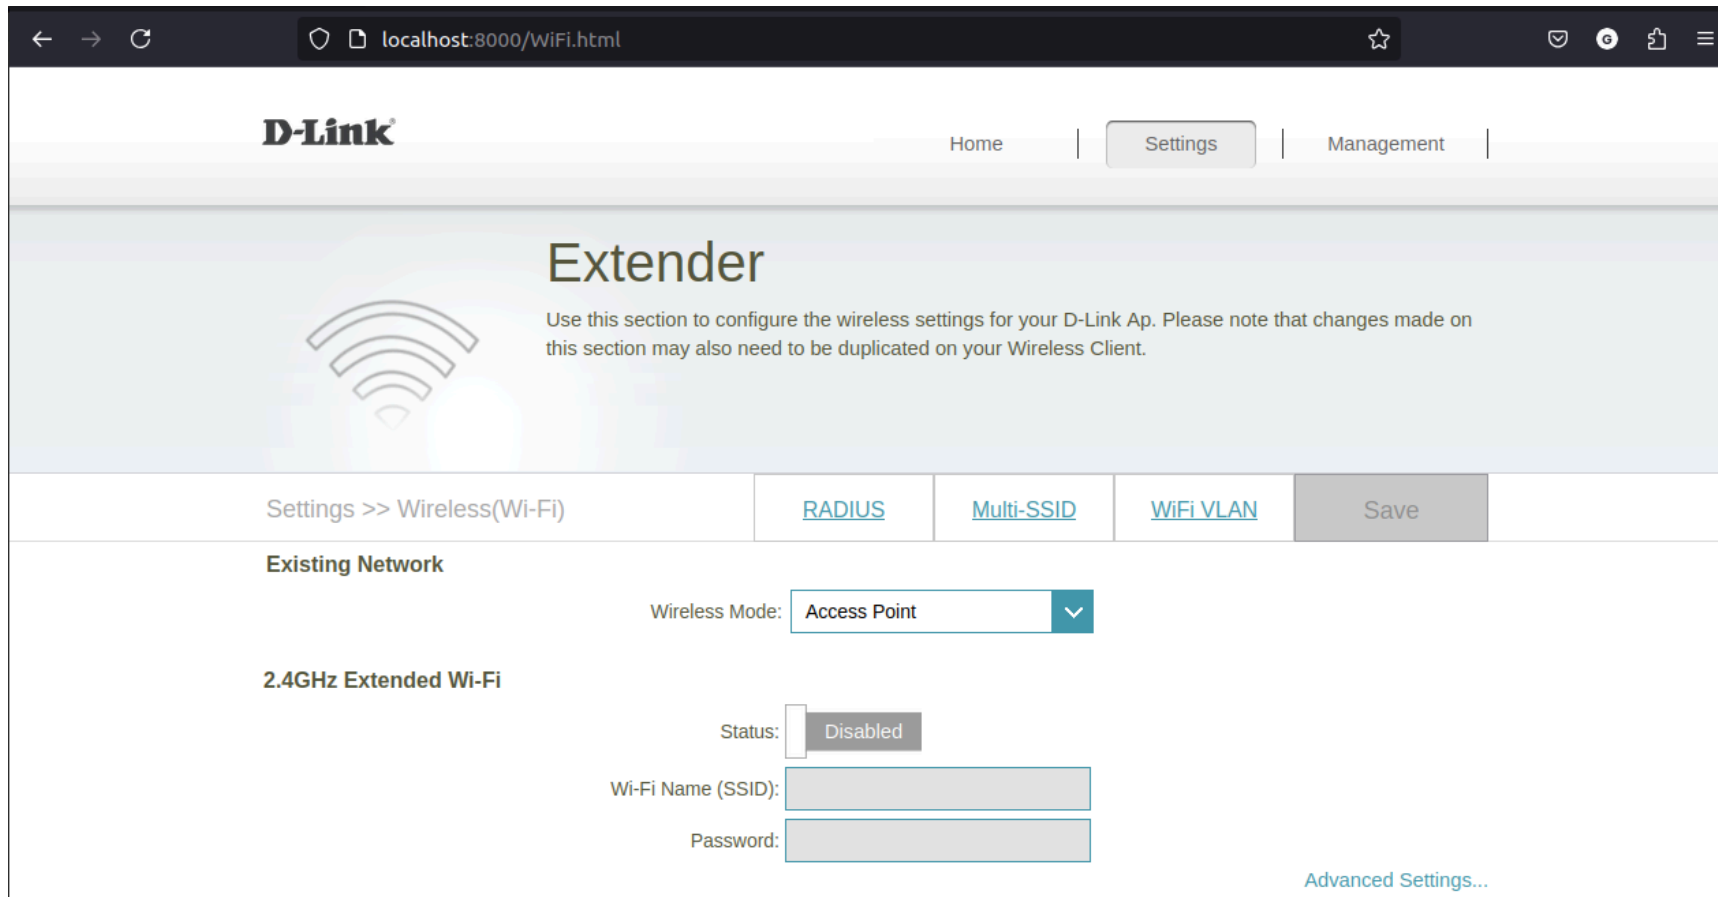 localhost:8000/WiFi.html
G
D-Link
Home
Settings
Management
Extender
Use this section to configure the wireless settings for your D-Link Ap. Please note that changes made on
this section may also need to be duplicated on your Wireless Client.
Settings >> Wireless(Wi-Fi)
RADIUS
Multi-SSID
WiFi VLAN
Save
Existing Network
Wireless Mode: Access Point
2.4GHz Extended Wi-Fi
Status: Disabled
Wi-Fi Name (SSID):
Password:
Advanced Settings...